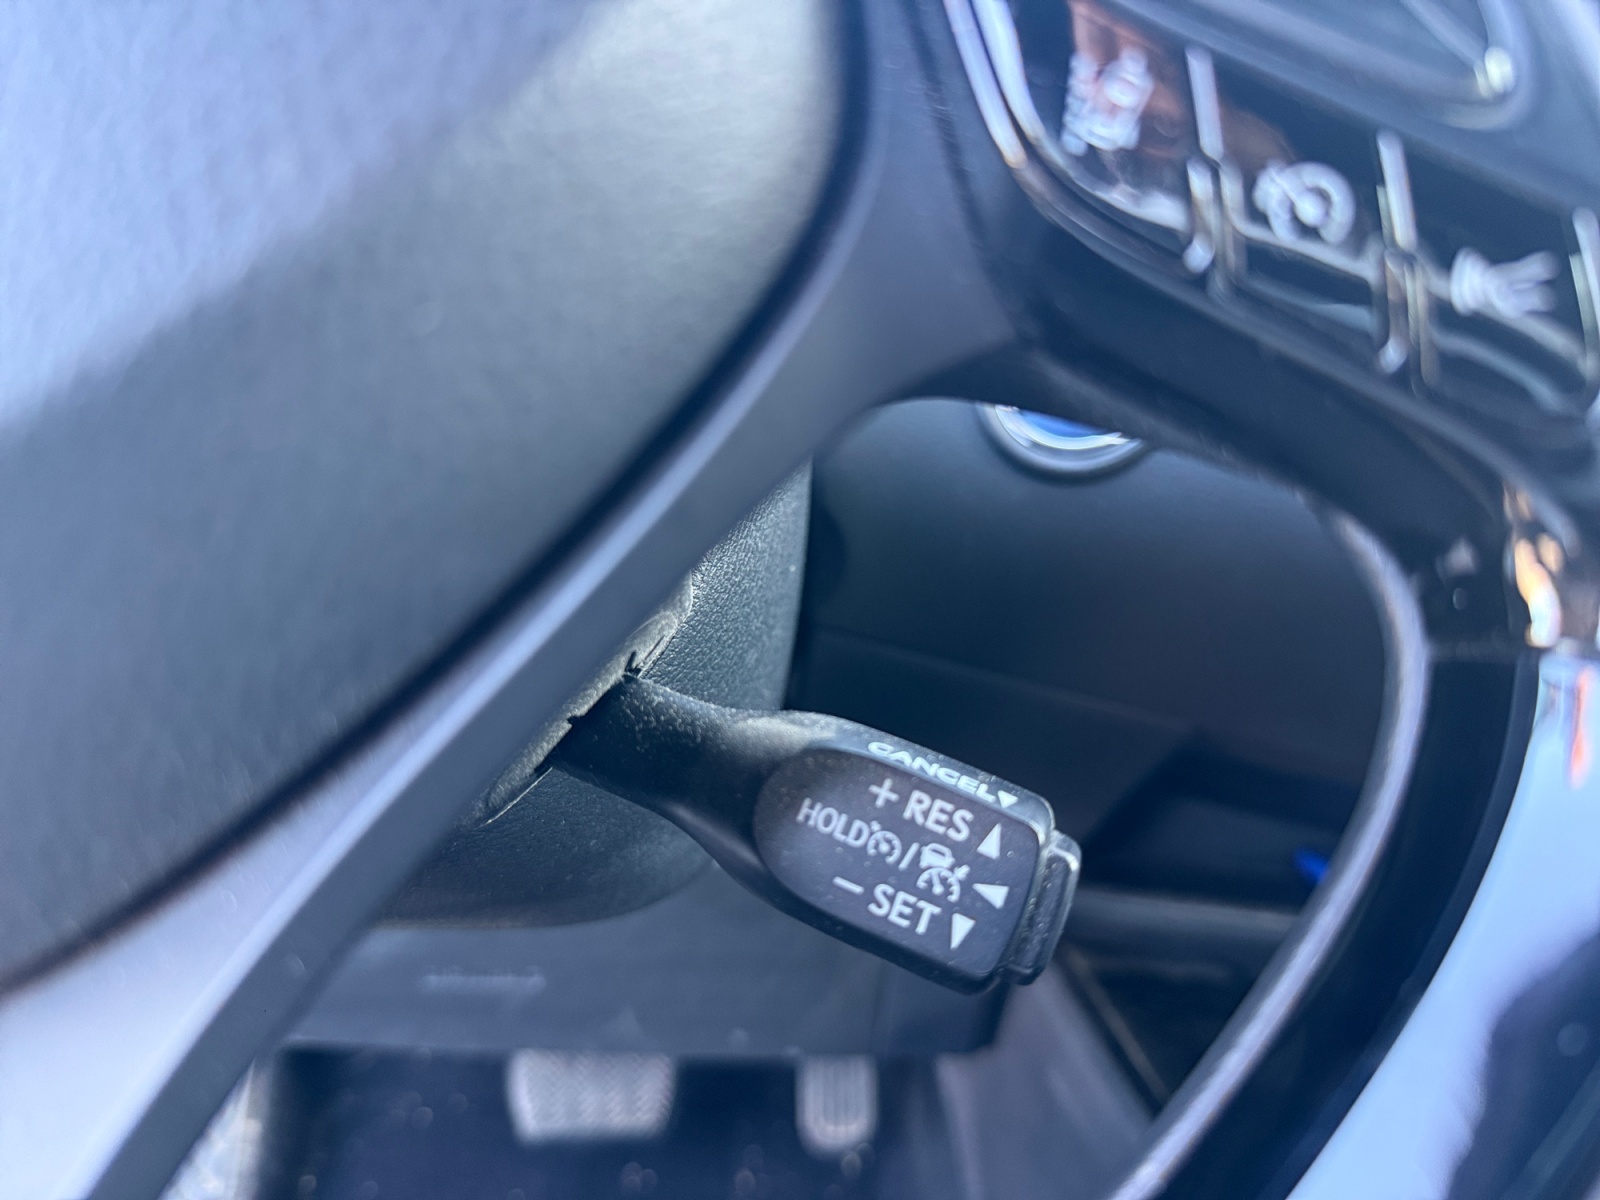 CANCEL▼
+ RES ▲
HOLD / ◀
− SET ▼